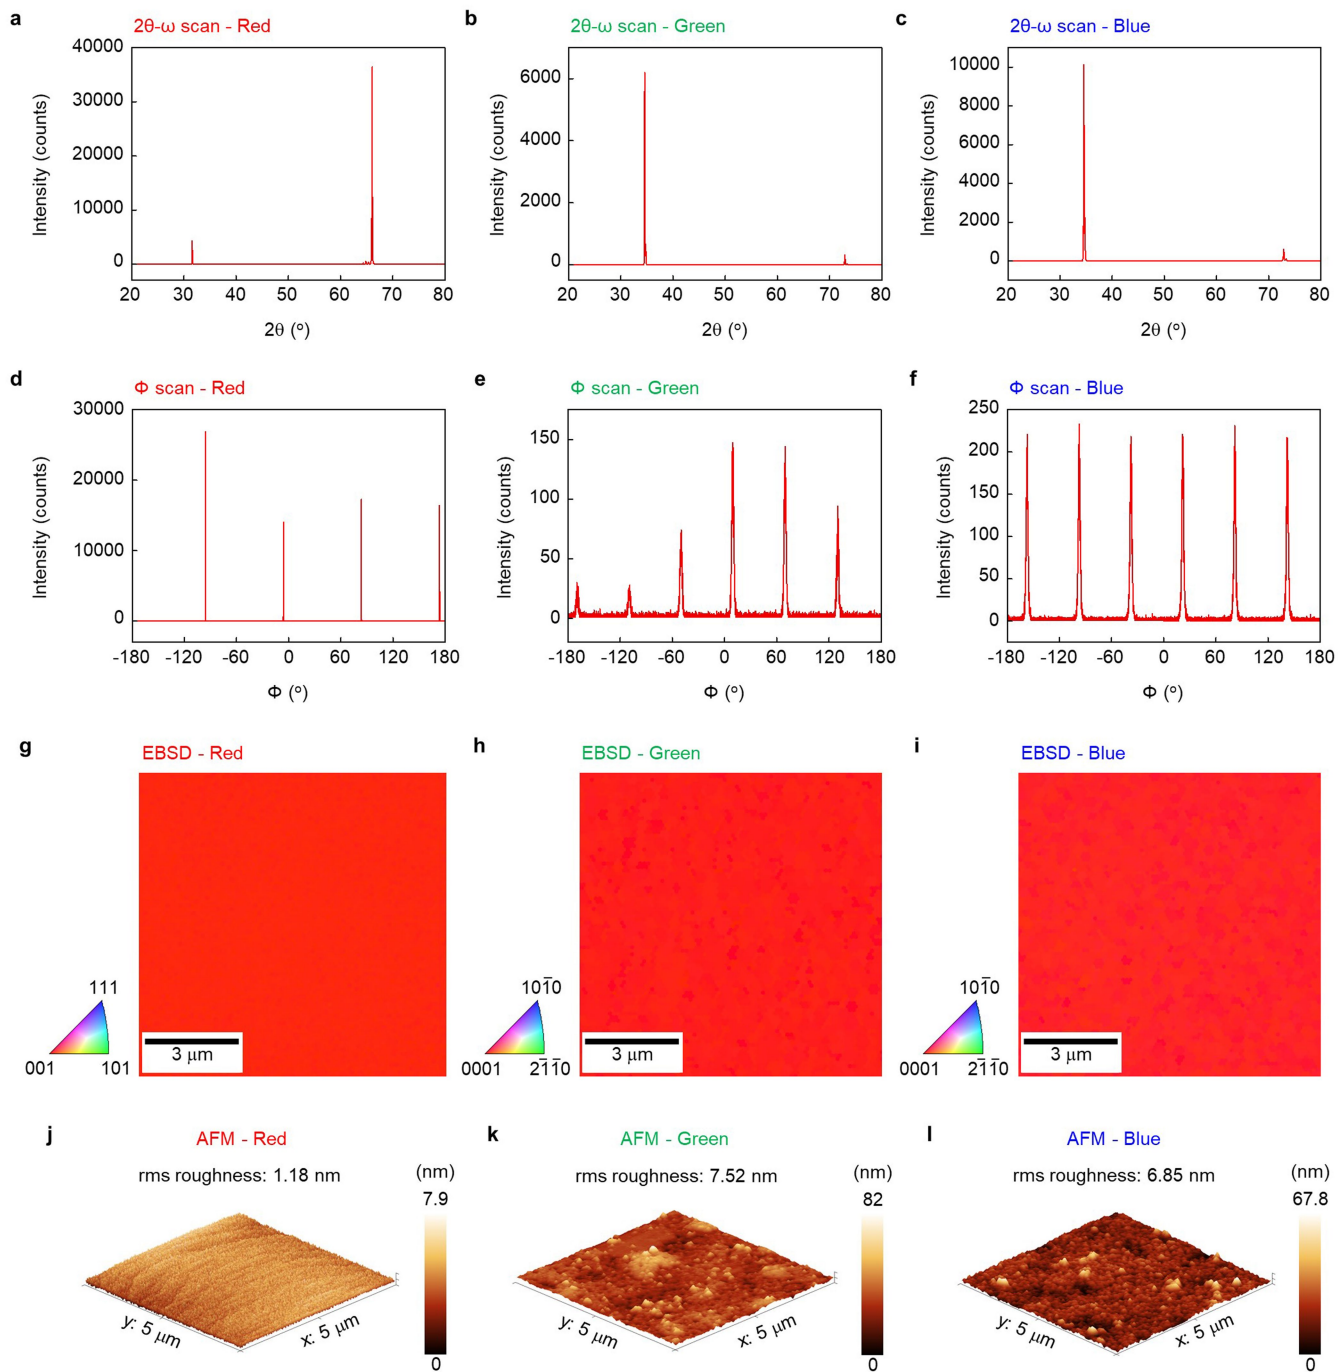 a
2θ-ω scan - Red
Intensity (counts)
40000
30000
20000
10000
0
20 30 40 50 60 70 80
2θ (°)
b
2θ-ω scan - Green
Intensity (counts)
6000
4000
2000
0
20 30 40 50 60 70 80
2θ (°)
c
2θ-ω scan - Blue
Intensity (counts)
10000
8000
6000
4000
2000
0
20 30 40 50 60 70 80
2θ (°)
d
Φ scan - Red
Intensity (counts)
30000
20000
10000
0
-180 -120 -60 0 60 120 180
Φ (°)
e
Φ scan - Green
Intensity (counts)
150
100
50
0
-180 -120 -60 0 60 120 180
Φ (°)
f
Φ scan - Blue
Intensity (counts)
250
200
150
100
50
0
-180 -120 -60 0 60 120 180
Φ (°)
g
EBSD - Red
111
001 101
3 μm
h
EBSD - Green
101̅0
0001 21̅1̅0
3 μm
i
EBSD - Blue
101̅0
0001 21̅1̅0
3 μm
j
AFM - Red
rms roughness: 1.18 nm
(nm)
7.9
0
y: 5 μm
x: 5 μm
k
AFM - Green
rms roughness: 7.52 nm
(nm)
82
0
y: 5 μm
x: 5 μm
l
AFM - Blue
rms roughness: 6.85 nm
(nm)
67.8
0
y: 5 μm
x: 5 μm